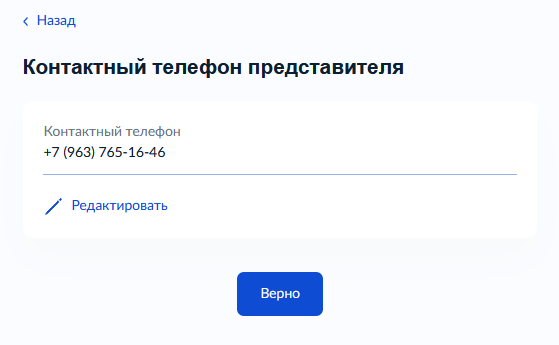 Назад
Контактный телефон представителя
Контактный телефон
+7 (963) 765-16-46
Редактировать
Верно